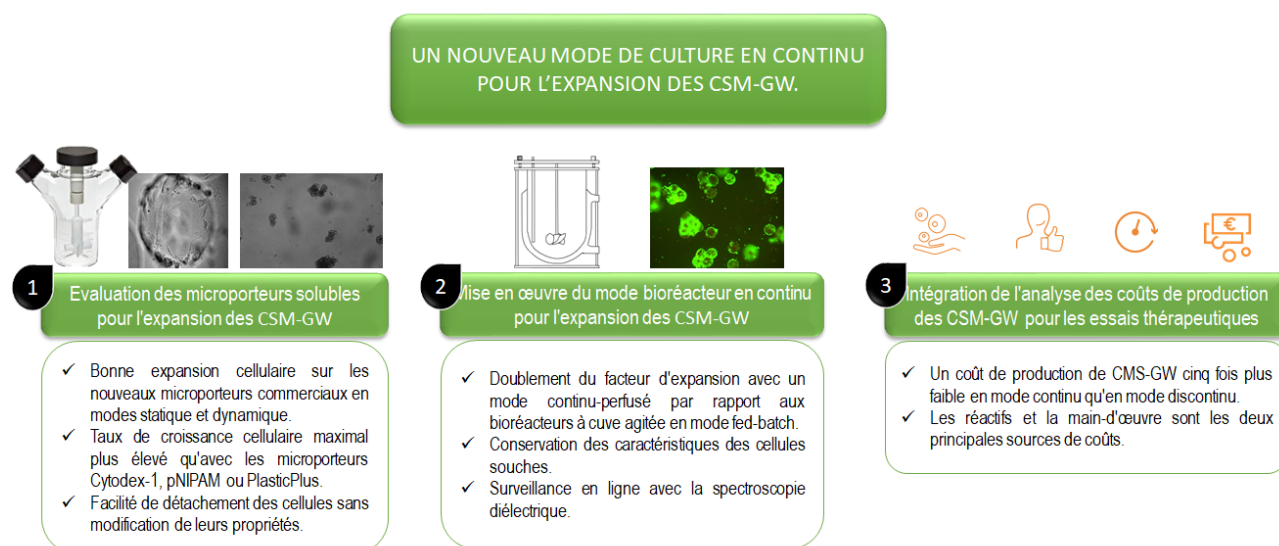 UN NOUVEAU MODE DE CULTURE EN CONTINU
POUR L'EXPANSION DES CSM-GW.
1
Evaluation des microporteurs solubles
pour l'expansion des CSM-GW
✓ Bonne expansion cellulaire sur les
nouveaux microporteurs commerciaux en
modes statique et dynamique.
✓ Taux de croissance cellulaire maximal
plus élevé qu'avec les microporteurs
Cytodex-1, pNIPAM ou PlasticPlus.
✓ Facilité de détachement des cellules sans
modification de leurs propriétés.
2
Mise en œuvre du mode bioréacteur en continu
pour l'expansion des CSM-GW
✓ Doublement du facteur d'expansion avec un
mode continu-perfusé par rapport aux
bioréacteurs à cuve agitée en mode fed-batch.
✓ Conservation des caractéristiques des cellules
souches.
✓ Surveillance en ligne avec la spectroscopie
diélectrique.
€
3
Intégration de l'analyse des coûts de production
des CSM-GW pour les essais thérapeutiques
✓ Un coût de production de CMS-GW cinq fois plus
faible en mode continu qu'en mode discontinu.
✓ Les réactifs et la main-d'œuvre sont les deux
principales sources de coûts.